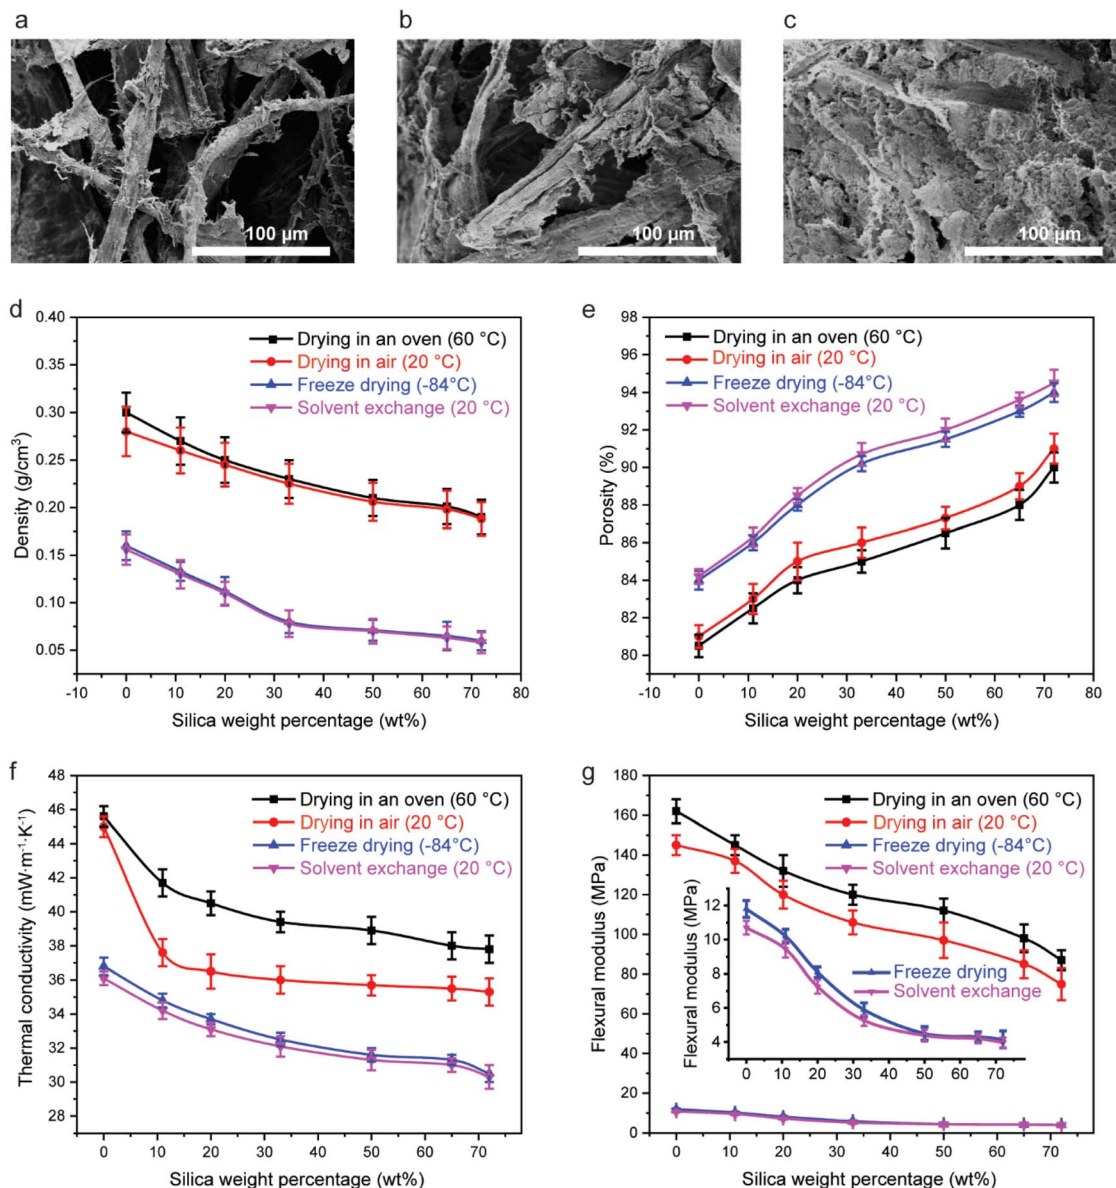 a
b
c
100 µm
100 µm
100 µm
d
0.40
0.35
0.30
0.25
0.20
0.15
0.10
0.05
Density (g/cm³)
Drying in an oven (60 °C)
Drying in air (20 °C)
Freeze drying (-84°C)
Solvent exchange (20 °C)
-10 0 10 20 30 40 50 60 70 80
Silica weight percentage (wt%)
e
98
96
94
92
90
88
86
84
82
80
Porosity (%)
Drying in an oven (60 °C)
Drying in air (20 °C)
Freeze drying (-84°C)
Solvent exchange (20 °C)
-10 0 10 20 30 40 50 60 70 80
Silica weight percentage (wt%)
f
48
46
44
42
40
38
36
34
32
30
28
Thermal conductivity (mW·m⁻¹·K⁻¹)
Drying in an oven (60 °C)
Drying in air (20 °C)
Freeze drying (-84°C)
Solvent exchange (20 °C)
0 10 20 30 40 50 60 70
Silica weight percentage (wt%)
g
180
160
140
120
100
80
60
40
20
0
Flexural modulus (MPa)
Drying in an oven (60 °C)
Drying in air (20 °C)
Freeze drying (-84°C)
Solvent exchange (20 °C)
12
10
8
6
4
Flexural modulus (MPa)
Freeze drying
Solvent exchange
0 10 20 30 40 50 60 70
0 10 20 30 40 50 60 70
Silica weight percentage (wt%)